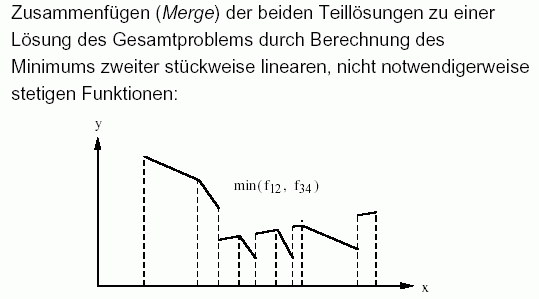 Zusammenfügen (Merge) der beiden Teillösungen zu einer
Lösung des Gesamtproblems durch Berechnung des
Minimums zweiter stückweise linearen, nicht notwendigerweise
stetigen Funktionen:
y
min(f12, f34)
x